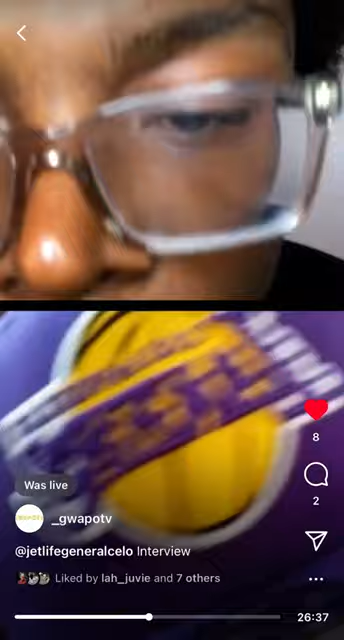 Was live
_gwapotv
@jetlifegeneralcelo Interview
Liked by lah_juvie and 7 others
8
2
26:37